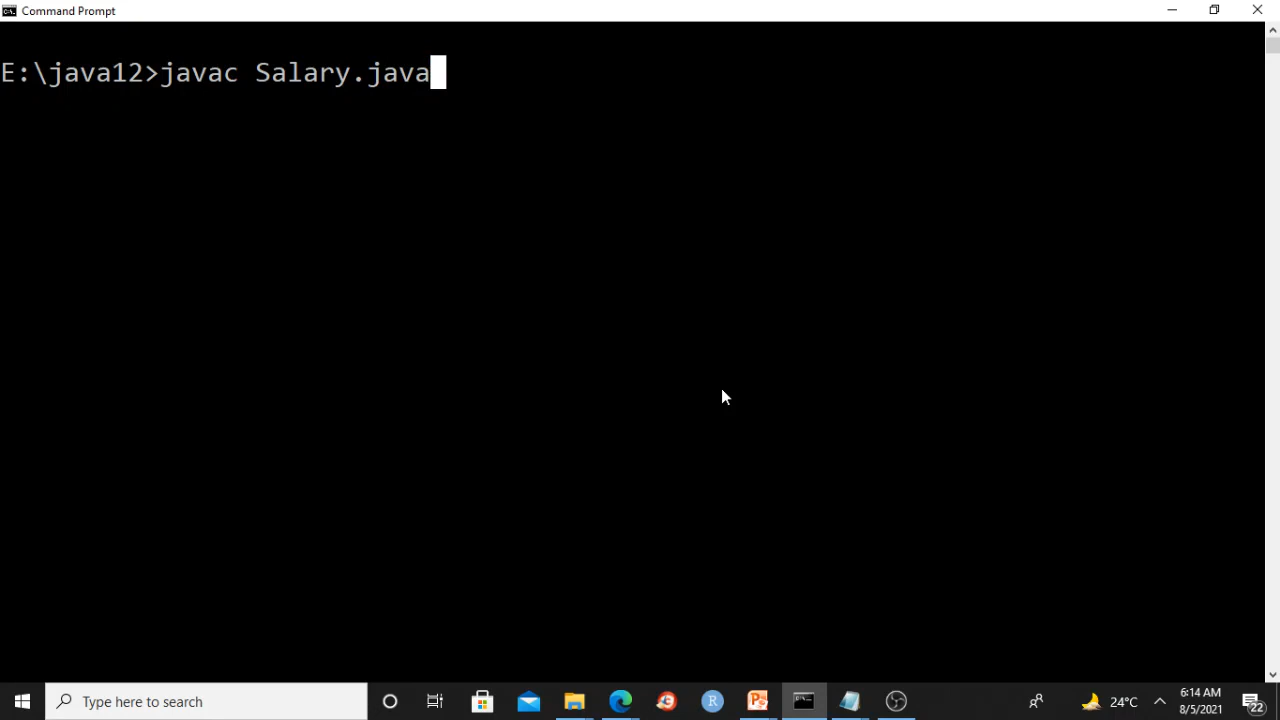 Command Prompt
E:\java12>javac Salary.java
Type here to search
24°C
6:14 AM
8/5/2021
22